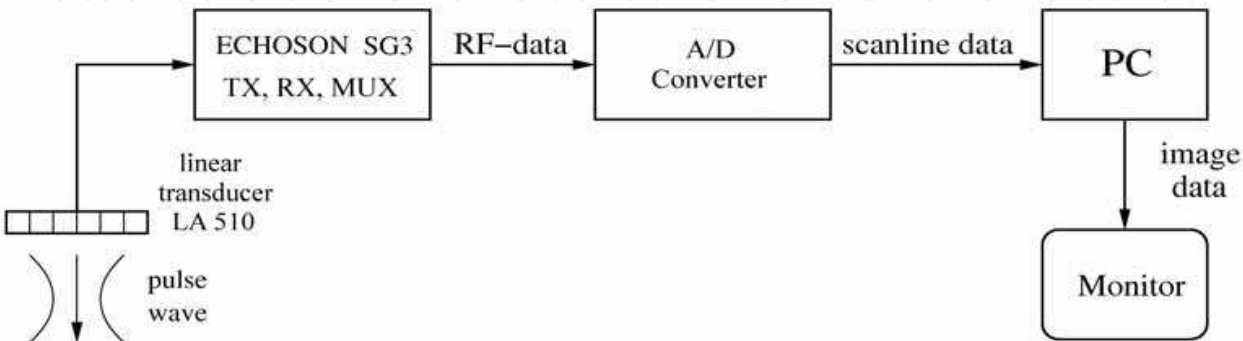 ECHOSON SG3
TX, RX, MUX
RF-data
A/D
Converter
scanline data
PC
image
data
Monitor
linear
transducer
LA 510
pulse
wave